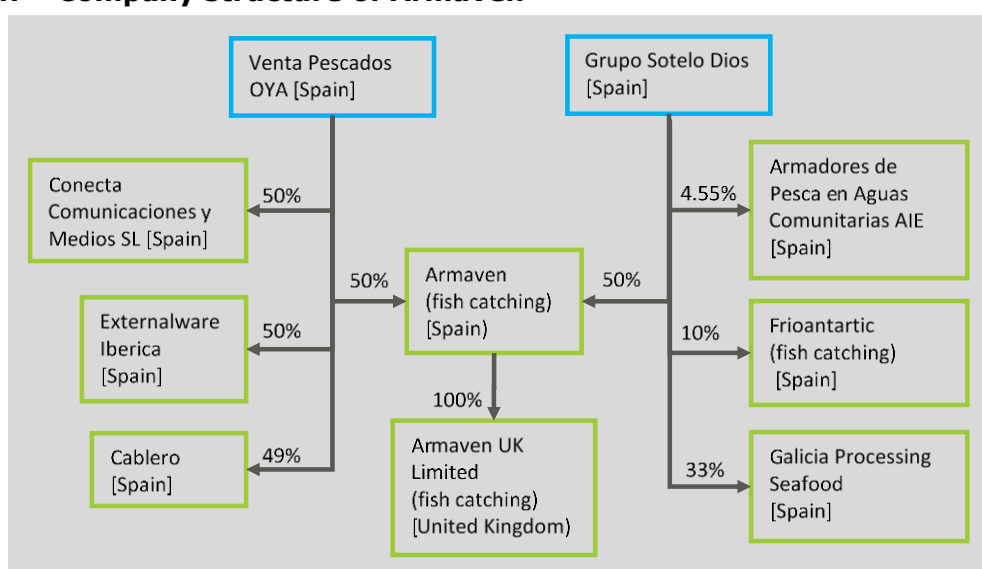 Company Structure of Armaven
Venta Pescados
OYA [Spain]
Grupo Sotelo Dios
[Spain]
Conecta
Comunicaciones y
Medios SL [Spain]
50%
4.55%
Armadores de
Pesca en Aguas
Comunitarias AIE
[Spain]
50%
Armaven
(fish catching)
[Spain)
50%
Externalware
Iberica
[Spain]
50%
10%
Frioantartic
(fish catching)
[Spain]
100%
Cablero
[Spain]
49%
Armaven UK
Limited
(fish catching)
[United Kingdom)
33%
Galicia Processing
Seafood
[Spain]